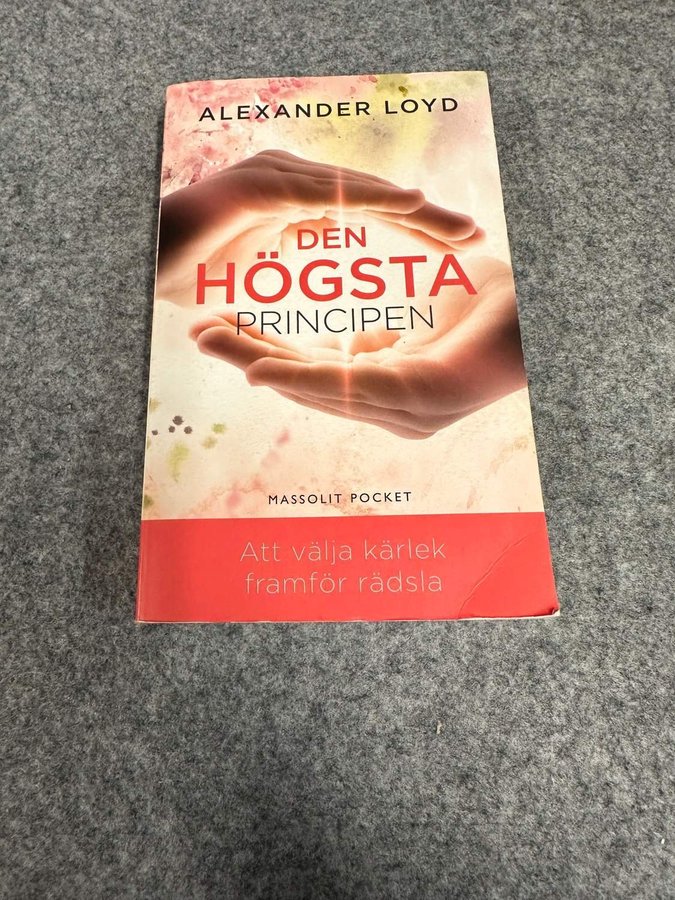 ALEXANDER LOYD
DEN
HÖGSTA
PRINCIPEN
MASSOLIT POCKET
Att välja kärlek
framför rädsla